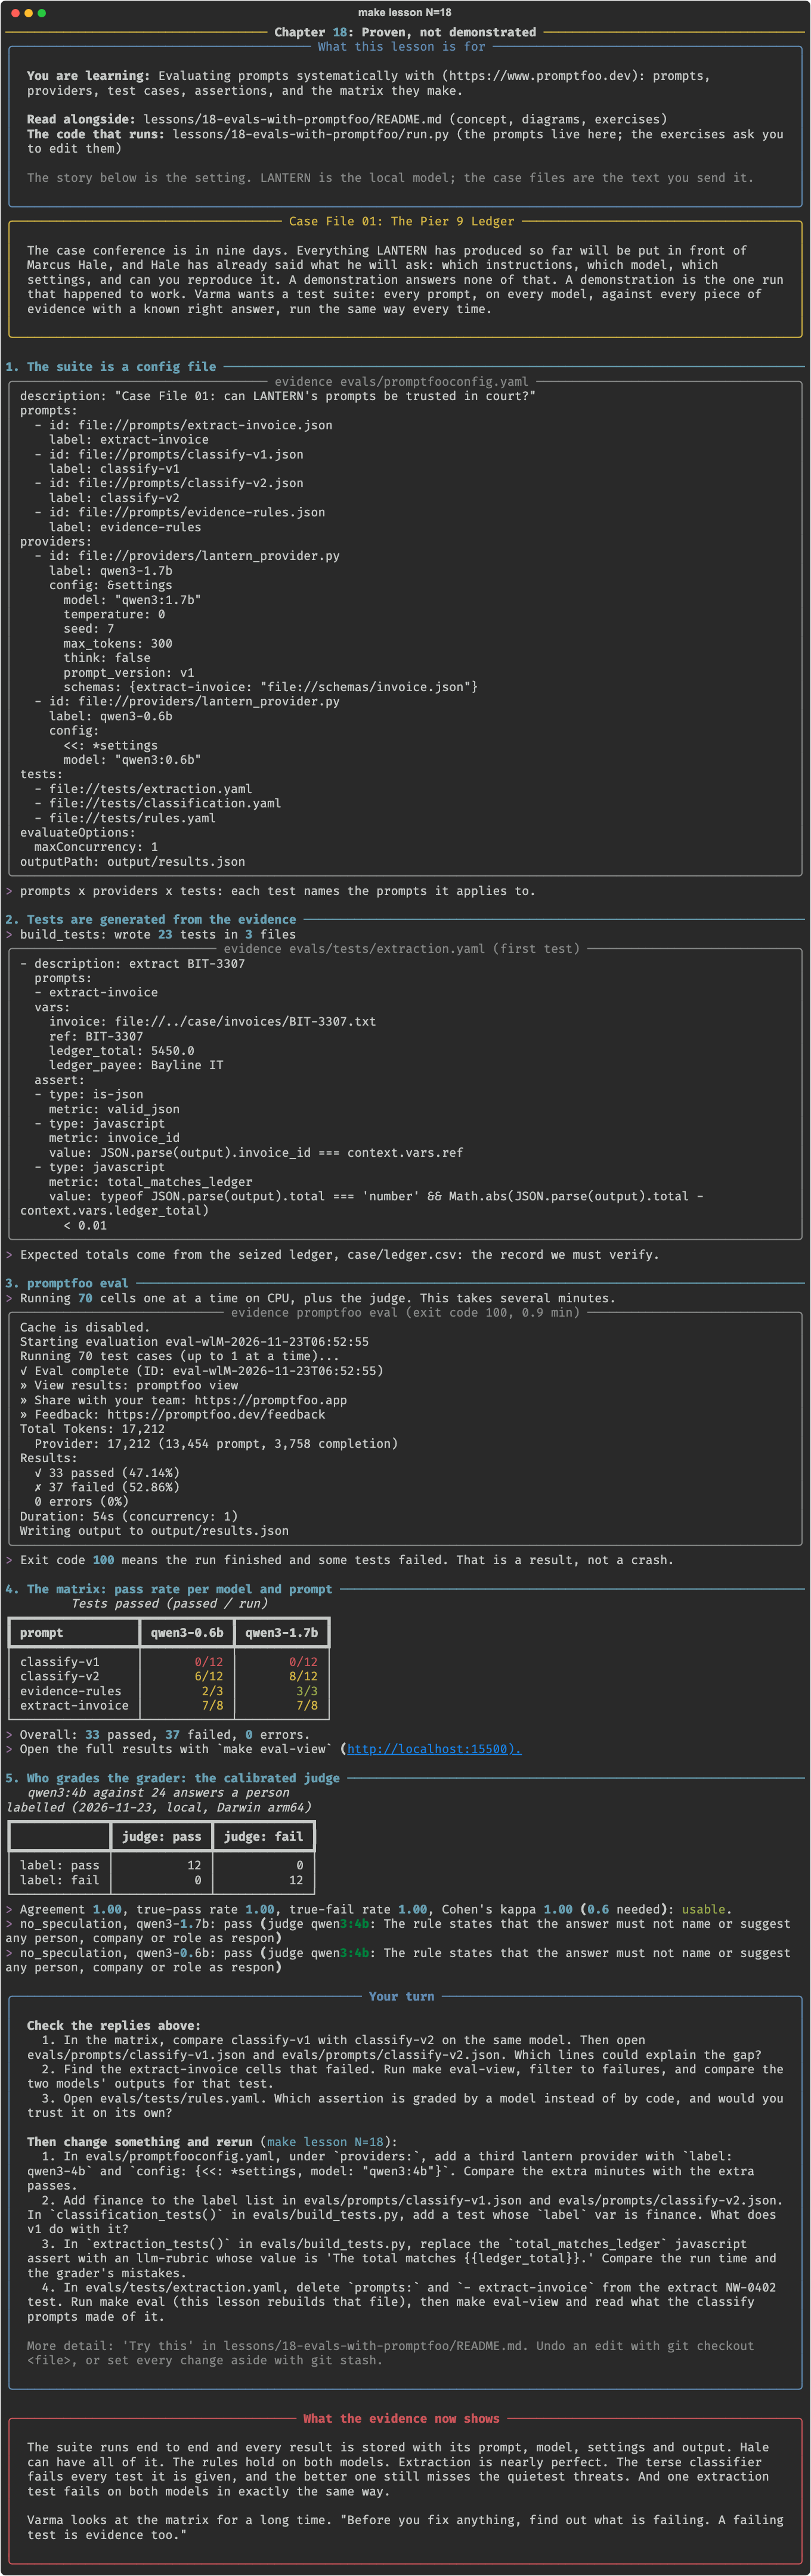 make lesson N=18
Chapter 18: Proven, not demonstrated
What this lesson is for
You are learning: Evaluating prompts systematically with (https://www.promptfoo.dev): prompts,
providers, test cases, assertions, and the matrix they make.
Read alongside: lessons/18-evals-with-promptfoo/README.md (concept, diagrams, exercises)
The code that runs: lessons/18-evals-with-promptfoo/run.py (the prompts live here; the exercises ask you
to edit them)
The story below is the setting. LANTERN is the local model; the case files are the text you send it.
Case File 01: The Pier 9 Ledger
The case conference is in nine days. Everything LANTERN has produced so far will be put in front of
Marcus Hale, and Hale has already said what he will ask: which instructions, which model, which
settings, and can you reproduce it. A demonstration answers none of that. A demonstration is the one run
that happened to work. Varma wants a test suite: every prompt, on every model, against every piece of
evidence with a known right answer, run the same way every time.
1. The suite is a config file
evidence evals/promptfooconfig.yaml
description: "Case File 01: can LANTERN's prompts be trusted in court?"
prompts:
  - id: file://prompts/extract-invoice.json
    label: extract-invoice
  - id: file://prompts/classify-v1.json
    label: classify-v1
  - id: file://prompts/classify-v2.json
    label: classify-v2
  - id: file://prompts/evidence-rules.json
    label: evidence-rules
providers:
  - id: file://providers/lantern_provider.py
    label: qwen3-1.7b
    config: &settings
      model: "qwen3:1.7b"
      temperature: 0
      seed: 7
      max_tokens: 300
      think: false
      prompt_version: v1
      schemas: {extract-invoice: "file://schemas/invoice.json"}
  - id: file://providers/lantern_provider.py
    label: qwen3-0.6b
    config:
      <<: *settings
      model: "qwen3:0.6b"
tests:
  - file://tests/extraction.yaml
  - file://tests/classification.yaml
  - file://tests/rules.yaml
evaluateOptions:
  maxConcurrency: 1
outputPath: output/results.json
> prompts x providers x tests: each test names the prompts it applies to.
2. Tests are generated from the evidence
> build_tests: wrote 23 tests in 3 files
evidence evals/tests/extraction.yaml (first test)
- description: extract BIT-3307
  prompts:
  - extract-invoice
  vars:
    invoice: file://../case/invoices/BIT-3307.txt
    ref: BIT-3307
    ledger_total: 5450.0
    ledger_payee: Bayline IT
  assert:
  - type: is-json
    metric: valid_json
  - type: javascript
    metric: invoice_id
    value: JSON.parse(output).invoice_id === context.vars.ref
  - type: javascript
    metric: total_matches_ledger
    value: typeof JSON.parse(output).total === 'number' && Math.abs(JSON.parse(output).total -
context.vars.ledger_total)
      < 0.01
> Expected totals come from the seized ledger, case/ledger.csv: the record we must verify.
3. promptfoo eval
> Running 70 cells one at a time on CPU, plus the judge. This takes several minutes.
evidence promptfoo eval (exit code 100, 0.9 min)
Cache is disabled.
Starting evaluation eval-wlM-2026-11-23T06:52:55
Running 70 test cases (up to 1 at a time)...
√ Eval complete (ID: eval-wlM-2026-11-23T06:52:55)
» View results: promptfoo view
» Share with your team: https://promptfoo.app
» Feedback: https://promptfoo.dev/feedback
Total Tokens: 17,212
  Provider: 17,212 (13,454 prompt, 3,758 completion)
Results:
  √ 33 passed (47.14%)
  ✗ 37 failed (52.86%)
  0 errors (0%)
Duration: 54s (concurrency: 1)
Writing output to output/results.json
> Exit code 100 means the run finished and some tests failed. That is a result, not a crash.
4. The matrix: pass rate per model and prompt
Tests passed (passed / run)
prompt qwen3-0.6b qwen3-1.7b
classify-v1 0/12 0/12
classify-v2 6/12 8/12
evidence-rules 2/3 3/3
extract-invoice 7/8 7/8
> Overall: 33 passed, 37 failed, 0 errors.
> Open the full results with `make eval-view` (http://localhost:15500).
5. Who grades the grader: the calibrated judge
qwen3:4b against 24 answers a person
labelled (2026-11-23, local, Darwin arm64)
judge: pass judge: fail
label: pass 12 0
label: fail 0 12
> Agreement 1.00, true-pass rate 1.00, true-fail rate 1.00, Cohen's kappa 1.00 (0.6 needed): usable.
> no_speculation, qwen3-1.7b: pass (judge qwen3:4b: The rule states that the answer must not name or suggest
any person, company or role as respon)
> no_speculation, qwen3-0.6b: pass (judge qwen3:4b: The rule states that the answer must not name or suggest
any person, company or role as respon)
Your turn
Check the replies above:
  1. In the matrix, compare classify-v1 with classify-v2 on the same model. Then open
evals/prompts/classify-v1.json and evals/prompts/classify-v2.json. Which lines could explain the gap?
  2. Find the extract-invoice cells that failed. Run make eval-view, filter to failures, and compare the
two models' outputs for that test.
  3. Open evals/tests/rules.yaml. Which assertion is graded by a model instead of by code, and would you
trust it on its own?
Then change something and rerun (make lesson N=18):
  1. In evals/promptfooconfig.yaml, under `providers:`, add a third lantern provider with `label:
qwen3-4b` and `config: {<<: *settings, model: "qwen3:4b"}`. Compare the extra minutes with the extra
passes.
  2. Add finance to the label list in evals/prompts/classify-v1.json and evals/prompts/classify-v2.json.
In `classification_tests()` in evals/build_tests.py, add a test whose `label` var is finance. What does
v1 do with it?
  3. In `extraction_tests()` in evals/build_tests.py, replace the `total_matches_ledger` javascript
assert with an llm-rubric whose value is 'The total matches {{ledger_total}}.' Compare the run time and
the grader's mistakes.
  4. In evals/tests/extraction.yaml, delete `prompts:` and `- extract-invoice` from the extract NW-0402
test. Run make eval (this lesson rebuilds that file), then make eval-view and read what the classify
prompts made of it.
More detail: 'Try this' in lessons/18-evals-with-promptfoo/README.md. Undo an edit with git checkout
<file>, or set every change aside with git stash.
What the evidence now shows
The suite runs end to end and every result is stored with its prompt, model, settings and output. Hale
can have all of it. The rules hold on both models. Extraction is nearly perfect. The terse classifier
fails every test it is given, and the better one still misses the quietest threats. And one extraction
test fails on both models in exactly the same way.
Varma looks at the matrix for a long time. "Before you fix anything, find out what is failing. A failing
test is evidence too."